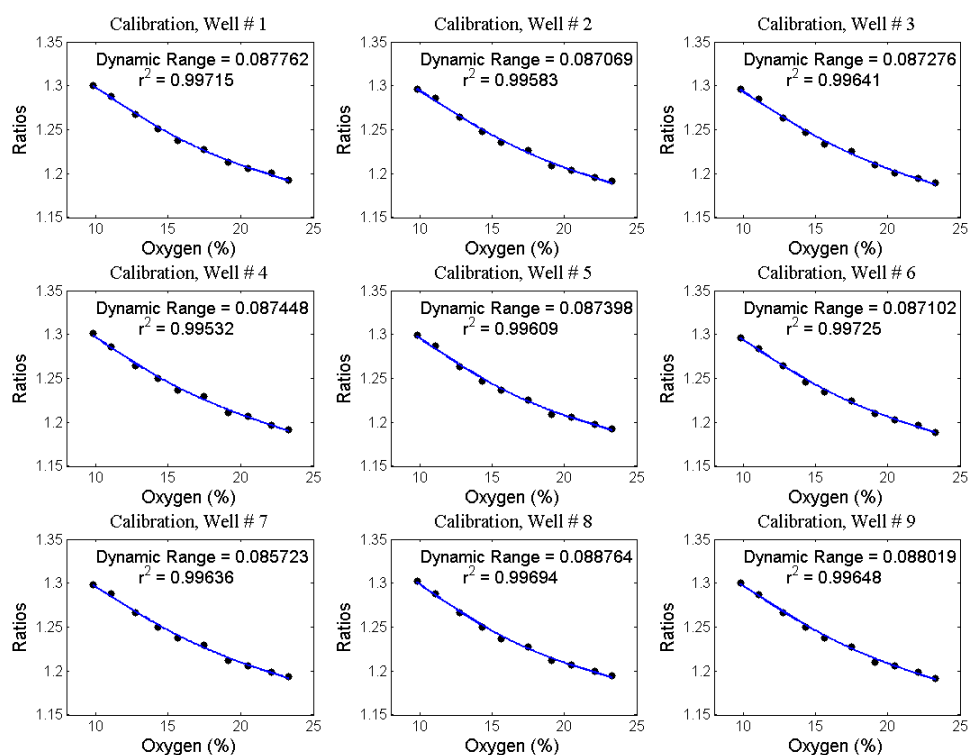 Calibration, Well # 1
1.35
1.3
1.25
1.2
1.15
Ratios
Dynamic Range = 0.087762
r² = 0.99715
10 15 20 25
Oxygen (%)
Calibration, Well # 2
1.35
1.3
1.25
1.2
1.15
Ratios
Dynamic Range = 0.087069
r² = 0.99583
10 15 20 25
Oxygen (%)
Calibration, Well # 3
1.35
1.3
1.25
1.2
1.15
Ratios
Dynamic Range = 0.087276
r² = 0.99641
10 15 20 25
Oxygen (%)
Calibration, Well # 4
1.35
1.3
1.25
1.2
1.15
Ratios
Dynamic Range = 0.087448
r² = 0.99532
10 15 20 25
Oxygen (%)
Calibration, Well # 5
1.35
1.3
1.25
1.2
1.15
Ratios
Dynamic Range = 0.087398
r² = 0.99609
10 15 20 25
Oxygen (%)
Calibration, Well # 6
1.35
1.3
1.25
1.2
1.15
Ratios
Dynamic Range = 0.087102
r² = 0.99725
10 15 20 25
Oxygen (%)
Calibration, Well # 7
1.35
1.3
1.25
1.2
1.15
Ratios
Dynamic Range = 0.085723
r² = 0.99636
10 15 20 25
Oxygen (%)
Calibration, Well # 8
1.35
1.3
1.25
1.2
1.15
Ratios
Dynamic Range = 0.088764
r² = 0.99694
10 15 20 25
Oxygen (%)
Calibration, Well # 9
1.35
1.3
1.25
1.2
1.15
Ratios
Dynamic Range = 0.088019
r² = 0.99648
10 15 20 25
Oxygen (%)